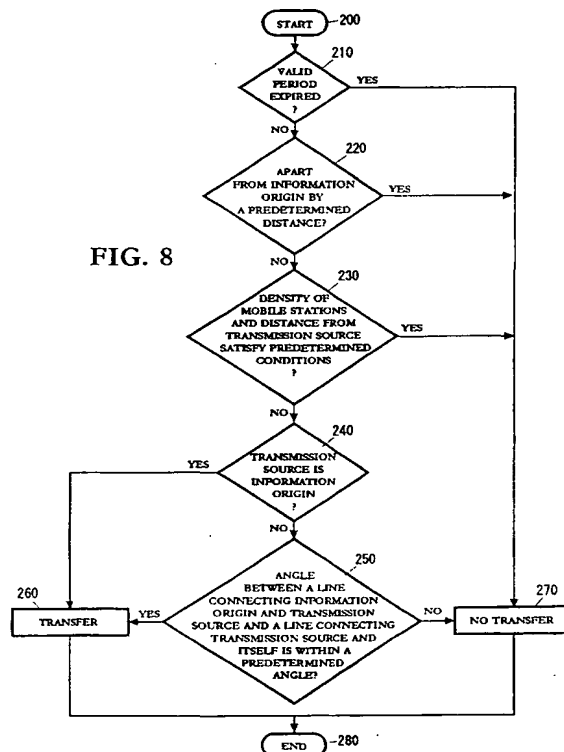 START
200
210
VALID
PERIOD
EXPIRED
?
YES
NO
220
APART
FROM INFORMATION
ORIGIN BY
A PREDETERMINED
DISTANCE?
YES
NO
FIG. 8
230
DENSITY OF
MOBILE STATIONS
AND DISTANCE FROM
TRANSMISSION SOURCE
SATISFY PREDETERMINED
CONDITIONS
?
YES
NO
240
TRANSMISSION
SOURCE IS
INFORMATION
ORIGIN
?
YES
NO
250
ANGLE
BETWEEN A LINE
CONNECTING INFORMATION
ORIGIN AND TRANSMISSION
SOURCE AND A LINE CONNECTING
TRANSMISSION SOURCE AND
ITSELF IS WITHIN A
PREDETERMINED
ANGLE?
YES
NO
260
TRANSFER
270
NO TRANSFER
END
280